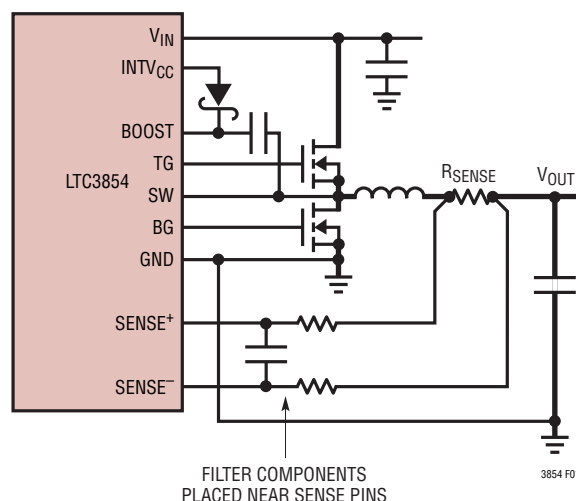 V_IN
INTV_CC
BOOST
TG
LTC3854
SW
BG
GND
SENSE+
SENSE–
R_SENSE
V_OUT
FILTER COMPONENTS
PLACED NEAR SENSE PINS
3854 F0